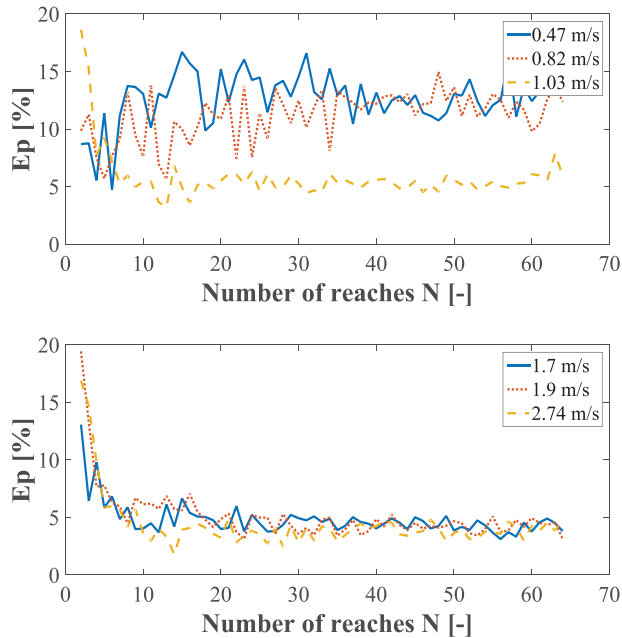 20
15
10
5
0
Ep [%]
0.47 m/s
0.82 m/s
1.03 m/s
0 10 20 30 40 50 60 70
Number of reaches N [-]
20
15
10
5
0
Ep [%]
1.7 m/s
1.9 m/s
2.74 m/s
0 10 20 30 40 50 60 70
Number of reaches N [-]